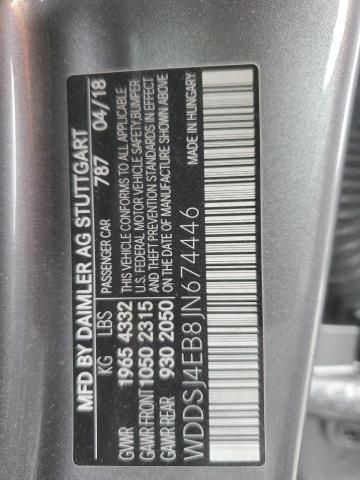 MFD BY DAIMLER AG STUTTGART
PASSENGER CAR 787 04/18
KG LBS
THIS VEHICLE CONFORMS TO ALL APPLICABLE
GVWR 1965 4332
U.S. FEDERAL MOTOR VEHICLE SAFETY, BUMPER
GAWR FRONT 1050 2315
AND THEFT PREVENTION STANDARDS IN EFFECT
GAWR REAR 930 2050
ON THE DATE OF MANUFACTURE SHOWN ABOVE
MADE IN HUNGARY
WDDSJ4EB8JN674446